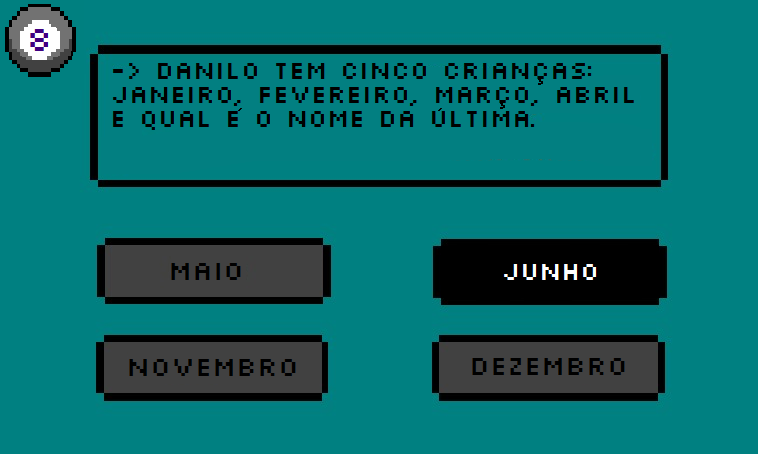 8
-> DANILO TEM CINCO CRIANÇAS:
JANEIRO, FEVEREIRO, MARÇO, ABRIL
E QUAL É O NOME DA ÚLTIMA.
MAIO
JUNHO
NOVEMBRO
DEZEMBRO